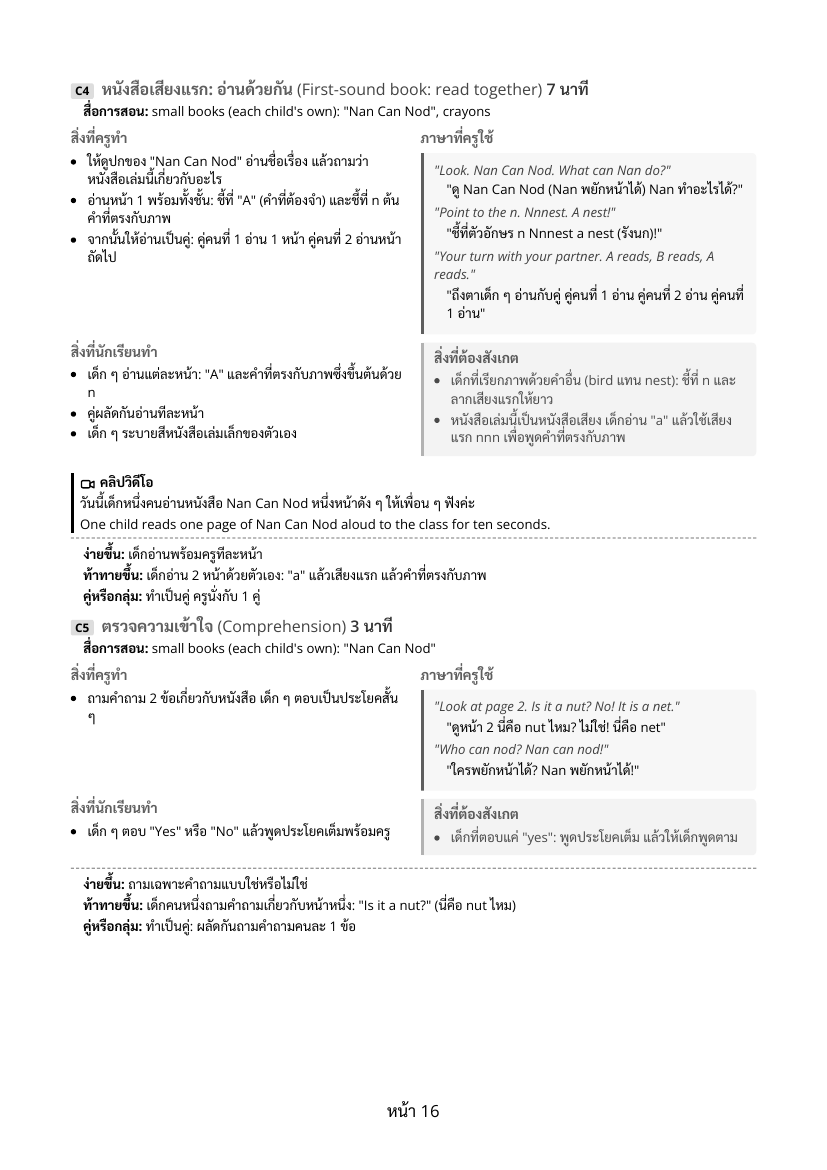 C4 หนังสือเสียงแรก: อ่านด้วยกัน (First-sound book: read together) 7 นาที
สื่อการสอน: small books (each child's own): "Nan Can Nod", crayons
สิ่งที่ครูทำ
● ให้ดูปกของ "Nan Can Nod" อ่านชื่อเรื่อง แล้วถามว่า
หนังสือเล่มนี้เกี่ยวกับอะไร
● อ่านหน้า 1 พร้อมทั้งชั้น: ชี้ที่ "A" (คำที่ต้องจำ) และชี้ที่ n ต้น
คำที่ตรงกับภาพ
● จากนั้นให้อ่านเป็นคู่: คู่คนที่ 1 อ่าน 1 หน้า คู่คนที่ 2 อ่านหน้า
ถัดไป
ภาษาที่ครูใช้
"Look. Nan Can Nod. What can Nan do?"
"ดู Nan Can Nod (Nan พยักหน้าได้) Nan ทำอะไรได้?"
"Point to the n. Nnnest. A nest!"
"ชี้ที่ตัวอักษร n Nnnest a nest (รังนก)!"
"Your turn with your partner. A reads, B reads, A
reads."
"ถึงตาเด็ก ๆ อ่านกับคู่ คู่คนที่ 1 อ่าน คู่คนที่ 2 อ่าน คู่คนที่
1 อ่าน"
สิ่งที่นักเรียนทำ
● เด็ก ๆ อ่านแต่ละหน้า: "A" และคำที่ตรงกับภาพซึ่งขึ้นต้นด้วย
n
● คู่ผลัดกันอ่านทีละหน้า
● เด็ก ๆ ระบายสีหนังสือเล่มเล็กของตัวเอง
สิ่งที่ต้องสังเกต
● เด็กที่เรียกภาพด้วยคำอื่น (bird แทน nest): ชี้ที่ n และ
ลากเสียงแรกให้ยาว
● หนังสือเล่มนี้เป็นหนังสือเสียง เด็กอ่าน "a" แล้วใช้เสียง
แรก nnn เพื่อพูดคำที่ตรงกับภาพ
คลิปวิดีโอ
วันนี้เด็กหนึ่งคนอ่านหนังสือ Nan Can Nod หนึ่งหน้าดัง ๆ ให้เพื่อน ๆ ฟังค่ะ
One child reads one page of Nan Can Nod aloud to the class for ten seconds.
ง่ายขึ้น: เด็กอ่านพร้อมครูทีละหน้า
ท้าทายขึ้น: เด็กอ่าน 2 หน้าด้วยตัวเอง: "a" แล้วเสียงแรก แล้วคำที่ตรงกับภาพ
คู่หรือกลุ่ม: ทำเป็นคู่ ครูนั่งกับ 1 คู่
C5 ตรวจความเข้าใจ (Comprehension) 3 นาที
สื่อการสอน: small books (each child's own): "Nan Can Nod"
สิ่งที่ครูทำ
● ถามคำถาม 2 ข้อเกี่ยวกับหนังสือ เด็ก ๆ ตอบเป็นประโยคสั้น
ๆ
ภาษาที่ครูใช้
"Look at page 2. Is it a nut? No! It is a net."
"ดูหน้า 2 นี่คือ nut ไหม? ไม่ใช่! นี่คือ net"
"Who can nod? Nan can nod!"
"ใครพยักหน้าได้? Nan พยักหน้าได้!"
สิ่งที่นักเรียนทำ
● เด็ก ๆ ตอบ "Yes" หรือ "No" แล้วพูดประโยคเต็มพร้อมครู
สิ่งที่ต้องสังเกต
● เด็กที่ตอบแค่ "yes": พูดประโยคเต็ม แล้วให้เด็กพูดตาม
ง่ายขึ้น: ถามเฉพาะคำถามแบบใช่หรือไม่ใช่
ท้าทายขึ้น: เด็กคนหนึ่งถามคำถามเกี่ยวกับหน้าหนึ่ง: "Is it a nut?" (นี่คือ nut ไหม)
คู่หรือกลุ่ม: ทำเป็นคู่: ผลัดกันถามคำถามคนละ 1 ข้อ
หน้า 16